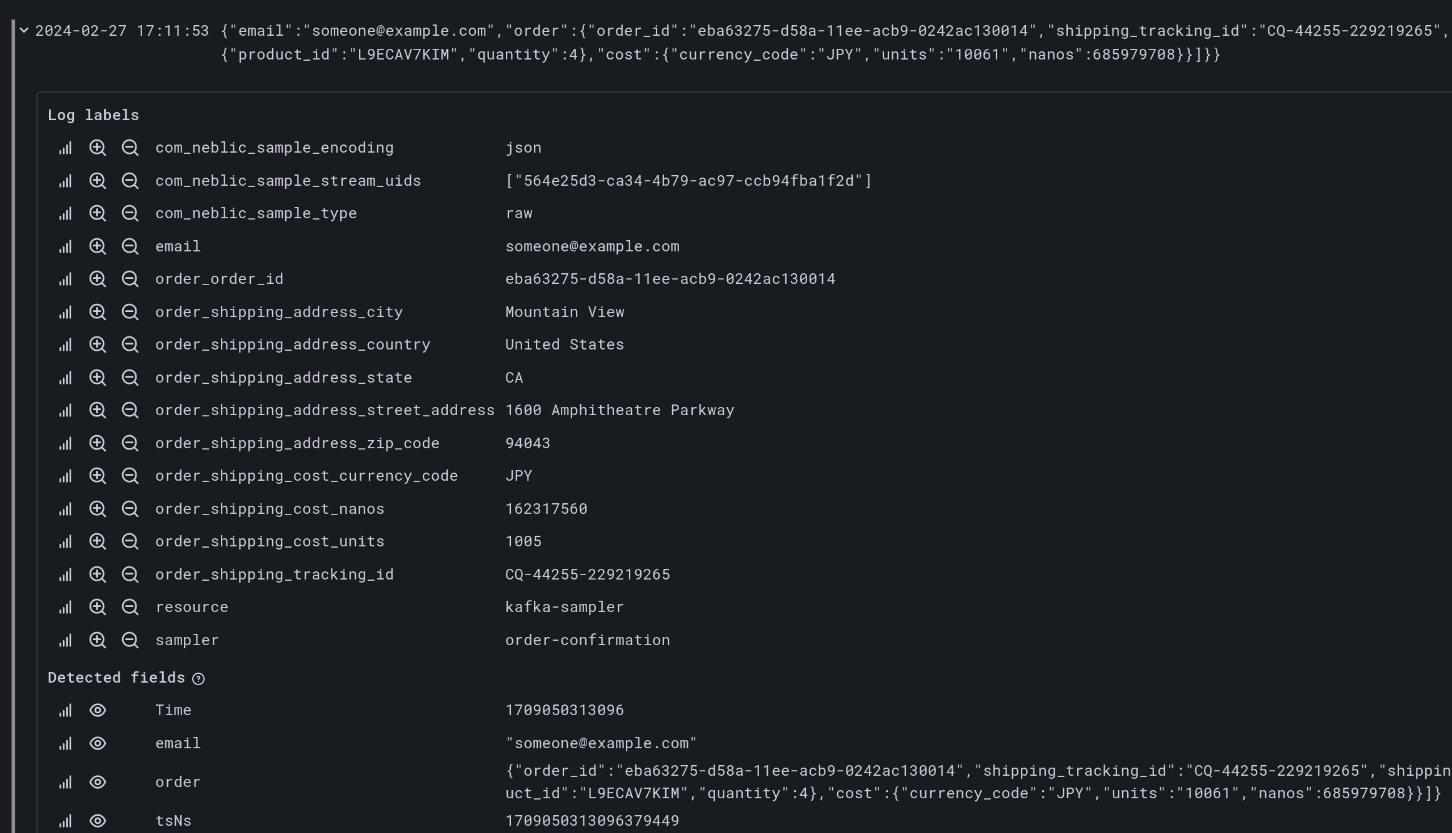 2024-02-27 17:11:53 {"email":"someone@example.com","order":{"order_id":"eba63275-d58a-11ee-acb9-0242ac130014","shipping_tracking_id":"CQ-44255-229219265",
{"product_id":"L9ECAV7KIM","quantity":4},"cost":{"currency_code":"JPY","units":"10061","nanos":685979708}}]}}
Log labels
com_neblic_sample_encoding json
com_neblic_sample_stream_uids ["564e25d3-ca34-4b79-ac97-ccb94fba1f2d"]
com_neblic_sample_type raw
email someone@example.com
order_order_id eba63275-d58a-11ee-acb9-0242ac130014
order_shipping_address_city Mountain View
order_shipping_address_country United States
order_shipping_address_state CA
order_shipping_address_street_address 1600 Amphitheatre Parkway
order_shipping_address_zip_code 94043
order_shipping_cost_currency_code JPY
order_shipping_cost_nanos 162317560
order_shipping_cost_units 1005
order_shipping_tracking_id CQ-44255-229219265
resource kafka-sampler
sampler order-confirmation
Detected fields ?
Time 1709050313096
email "someone@example.com"
order {"order_id":"eba63275-d58a-11ee-acb9-0242ac130014","shipping_tracking_id":"CQ-44255-229219265","shippin
uct_id":"L9ECAV7KIM","quantity":4},"cost":{"currency_code":"JPY","units":"10061","nanos":685979708}}]}
tsNs 1709050313096379449